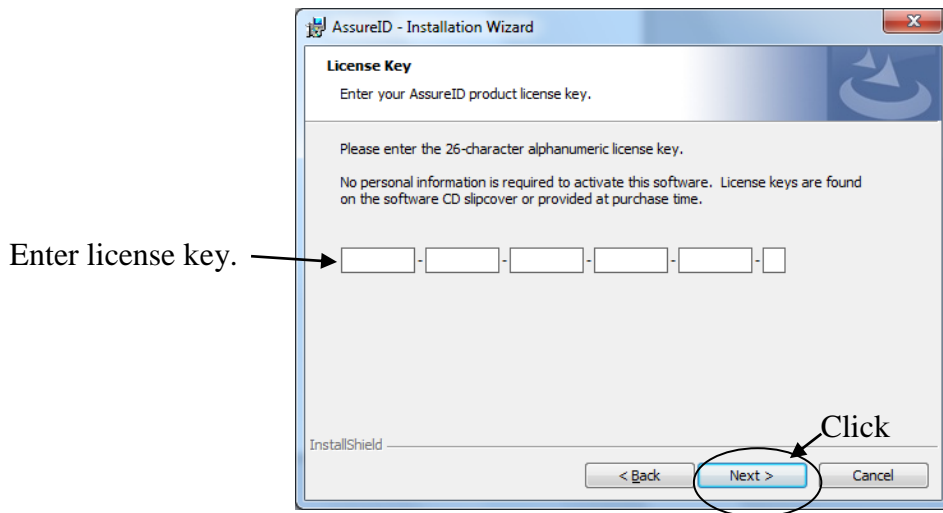 AssureID - Installation Wizard
License Key
Enter your AssureID product license key.
Please enter the 26-character alphanumeric license key.
No personal information is required to activate this software. License keys are found
on the software CD slipcover or provided at purchase time.
Enter license key.
- - - - -
Click
InstallShield
< Back Next > Cancel